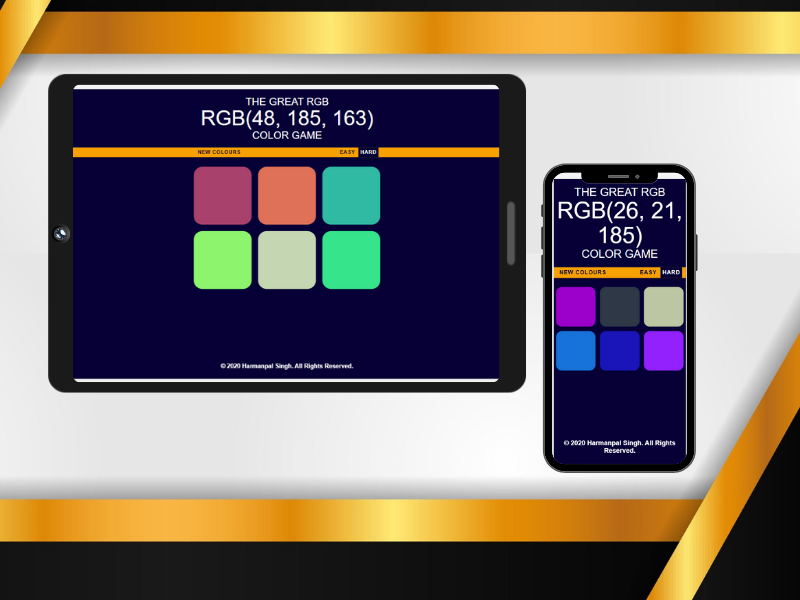 THE GREAT RGB
RGB(48, 185, 163)
COLOR GAME
NEW COLOURS EASY HARD
© 2020 Harmanpal Singh. All Rights Reserved.
THE GREAT RGB
RGB(26, 21,
185)
COLOR GAME
NEW COLOURS EASY HARD
© 2020 Harmanpal Singh. All Rights
Reserved.